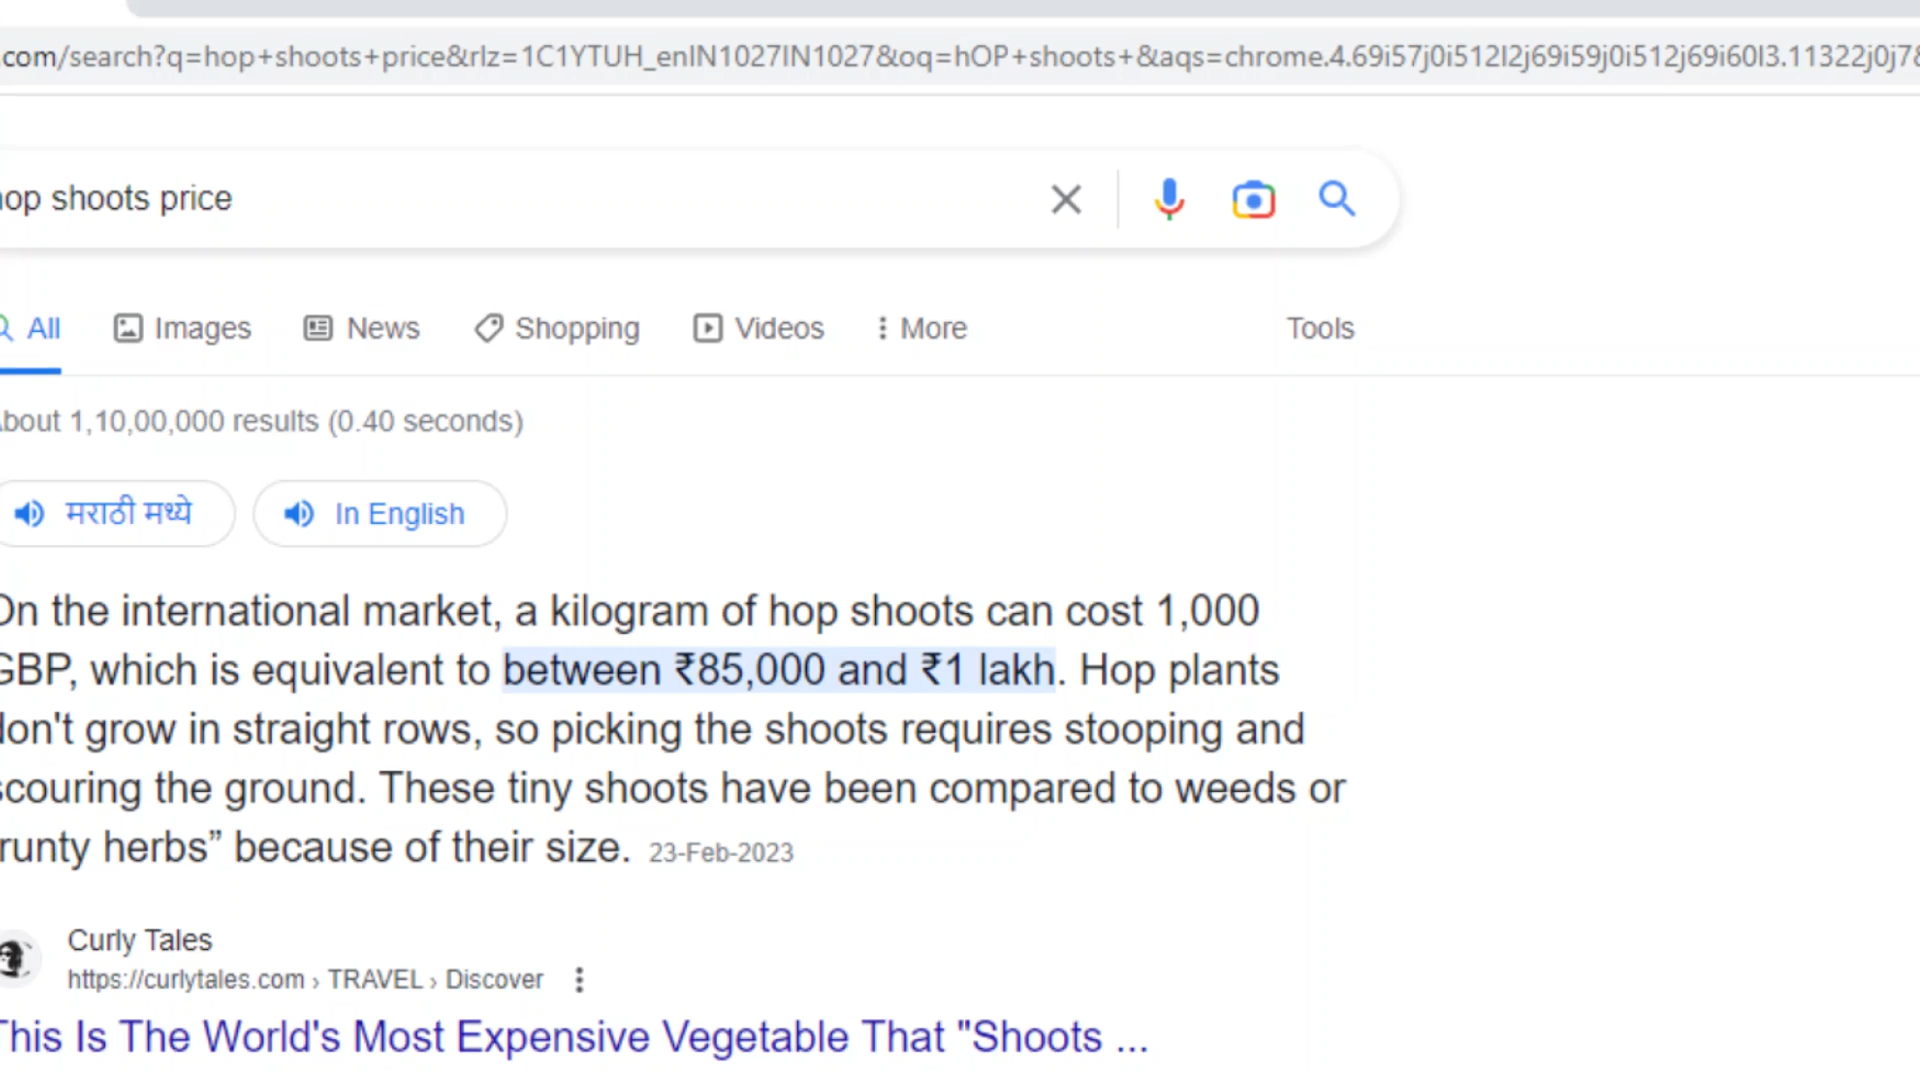 .com/search?q=hop+shoots+price&rlz=1C1YTUH_enIN1027IN1027&oq=hOP+shoots+&aqs=chrome.4.69i57j0i512l2j69i59j0i512j69i60l3.11322j0j7&
hop shoots price
All Images News Shopping Videos More Tools
About 1,10,00,000 results (0.40 seconds)
मराठी मध्ये In English
On the international market, a kilogram of hop shoots can cost 1,000
GBP, which is equivalent to between ₹85,000 and ₹1 lakh. Hop plants
don't grow in straight rows, so picking the shoots requires stooping and
scouring the ground. These tiny shoots have been compared to weeds or
runty herbs” because of their size. 23-Feb-2023
Curly Tales
https://curlytales.com › TRAVEL › Discover
This Is The World's Most Expensive Vegetable That "Shoots ...